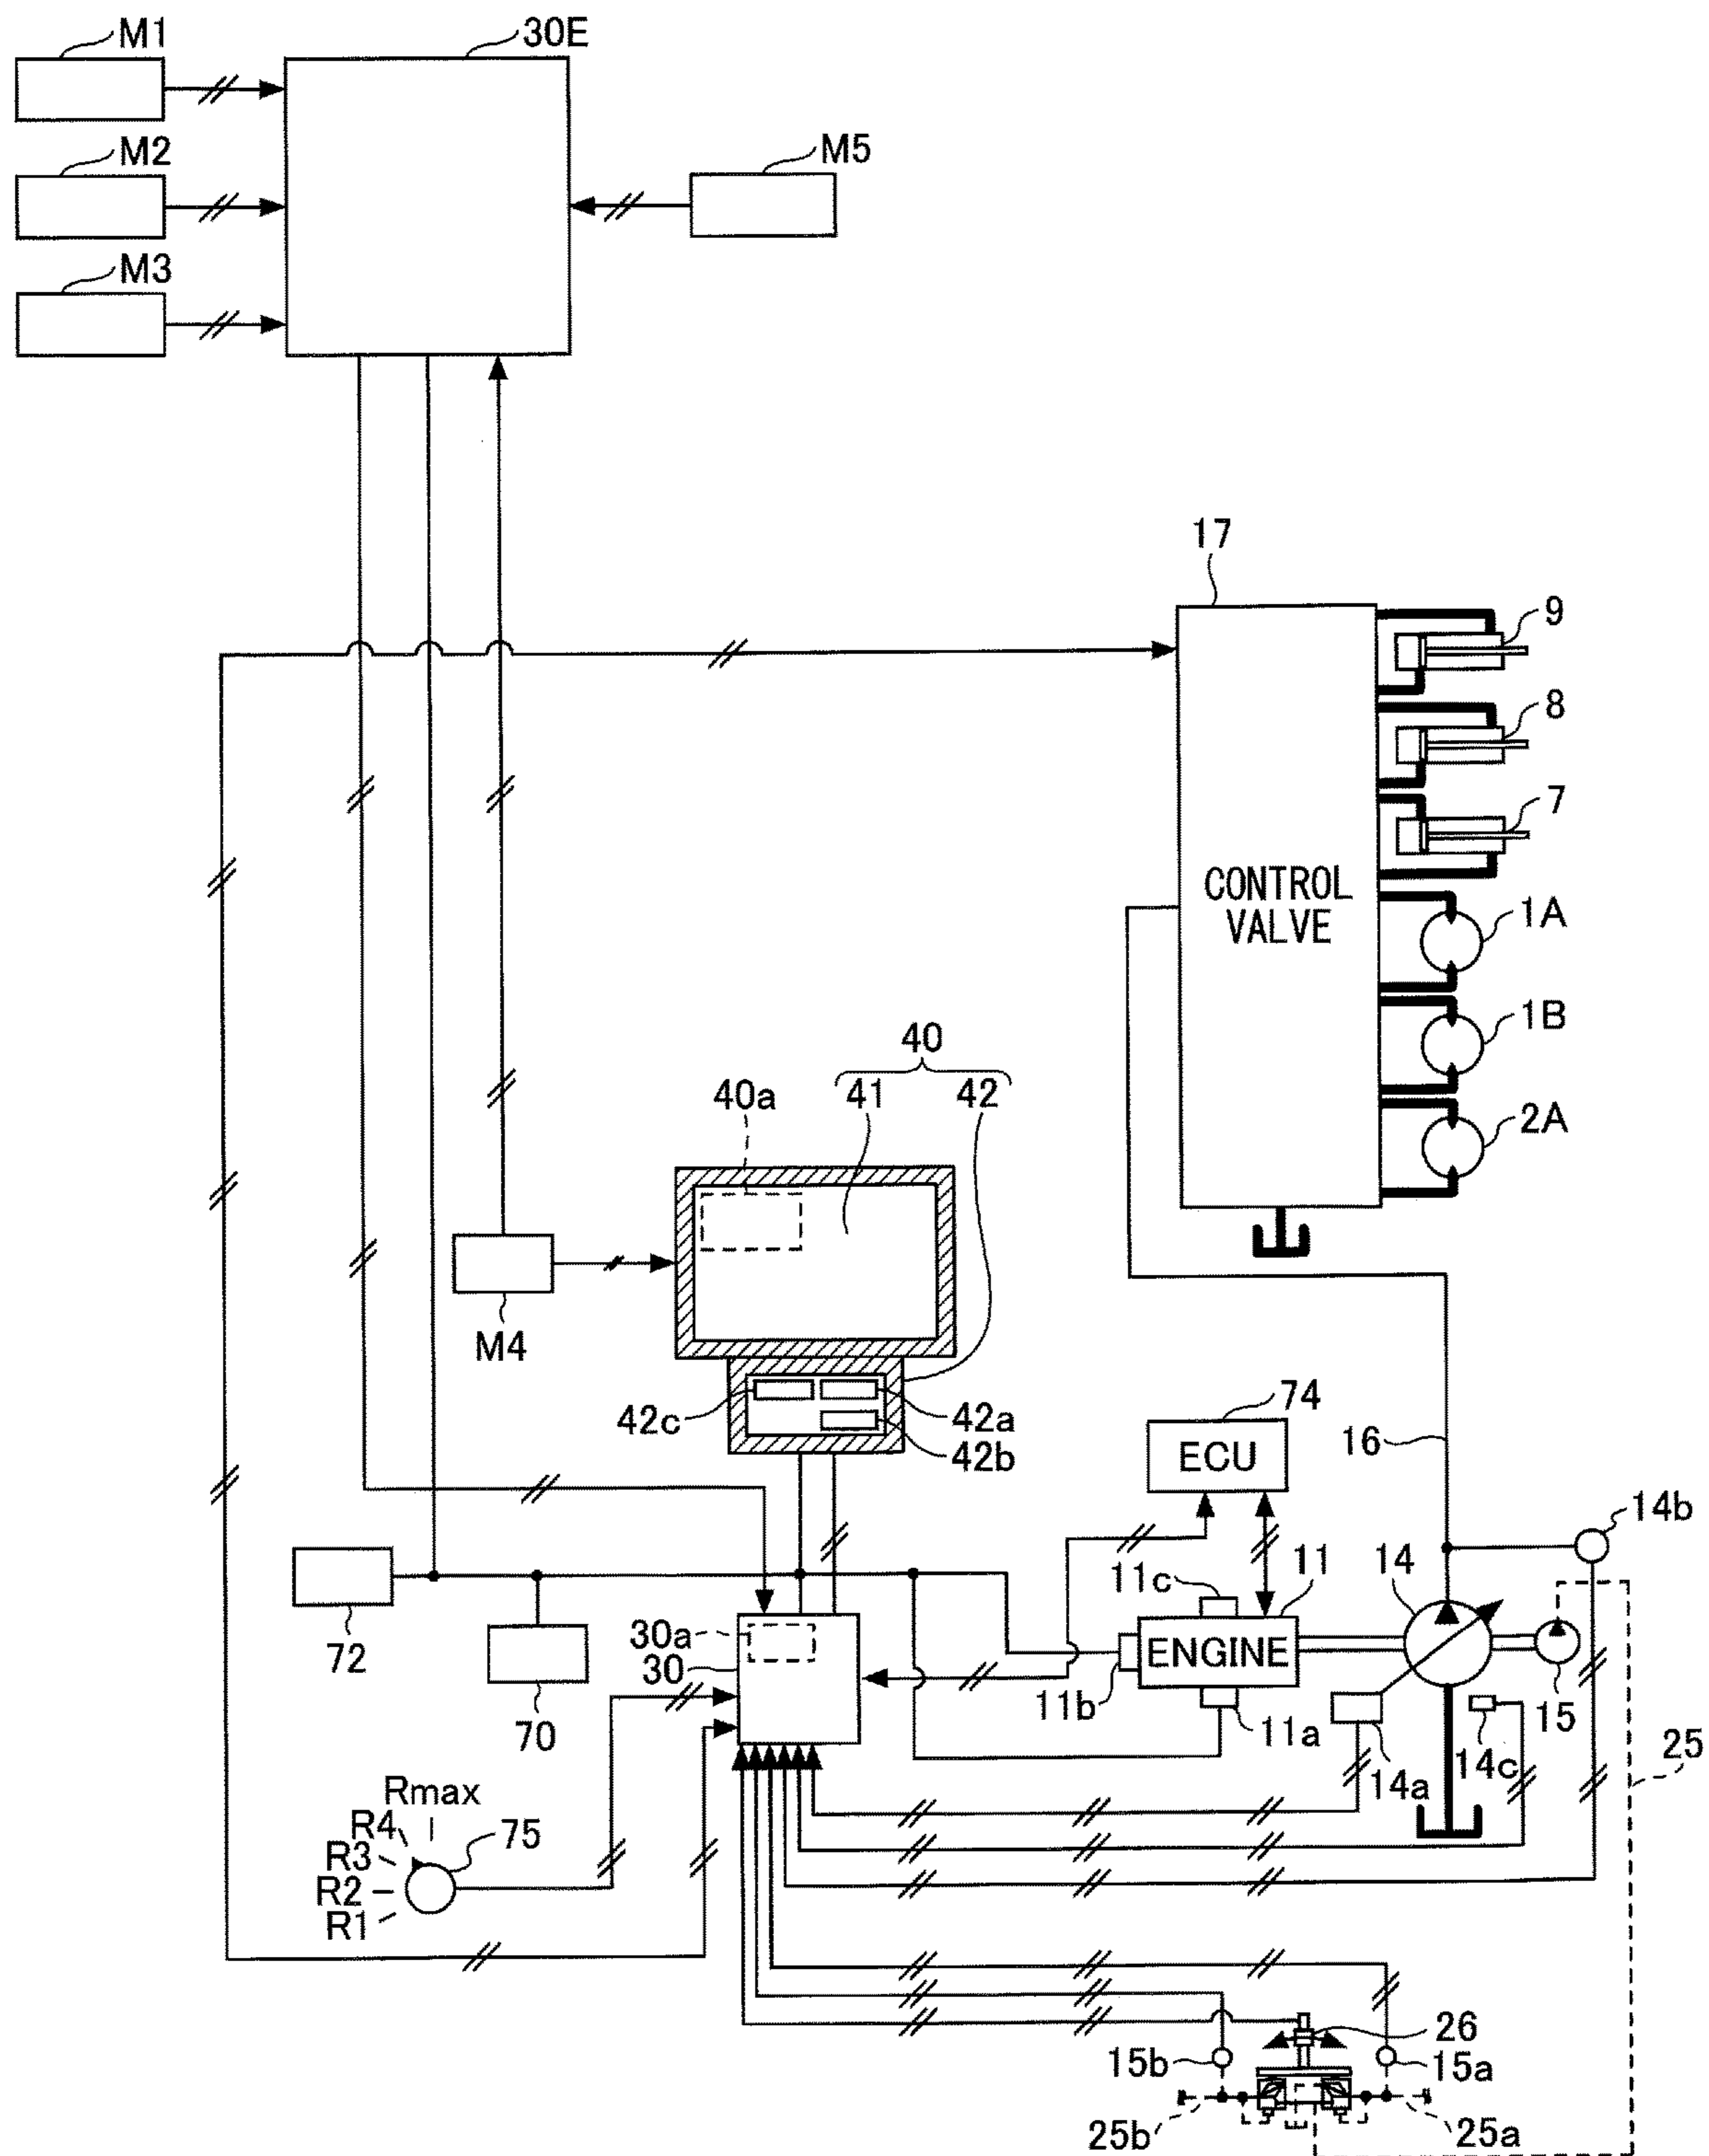 M1
30E
M2
M5
M3
17
9
8
7
CONTROL
VALVE
1A
1B
40
40a
41
42
2A
M4
74
42c
42a
ECU
16
42b
14b
11c
11
14
30a
30
ENGINE
72
11b
70
11a
15
14c
25
14a
Rmax
R4
75
R3
R2
R1
26
15b
15a
25b
25a